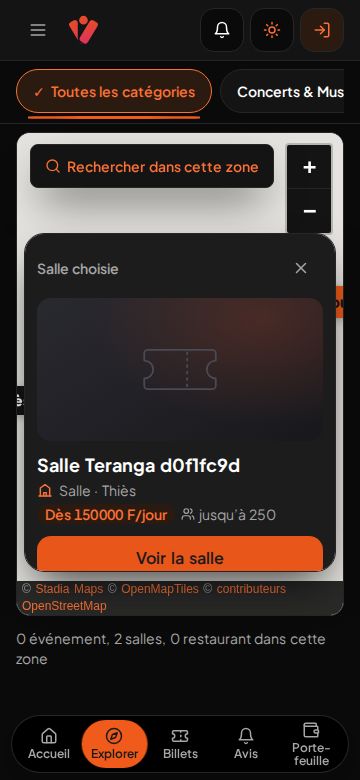 ✓ Toutes les catégories
Concerts & Mus
Rechercher dans cette zone
+
−
Salle choisie
Salle Teranga d0f1fc9d
Salle · Thiès
Dès 150000 F/jour
jusqu'à 250
Voir la salle
© Stadia Maps © OpenMapTiles © contributeurs
OpenStreetMap
0 événement, 2 salles, 0 restaurant dans cette
zone
Accueil
Explorer
Billets
Avis
Porte-
feuille